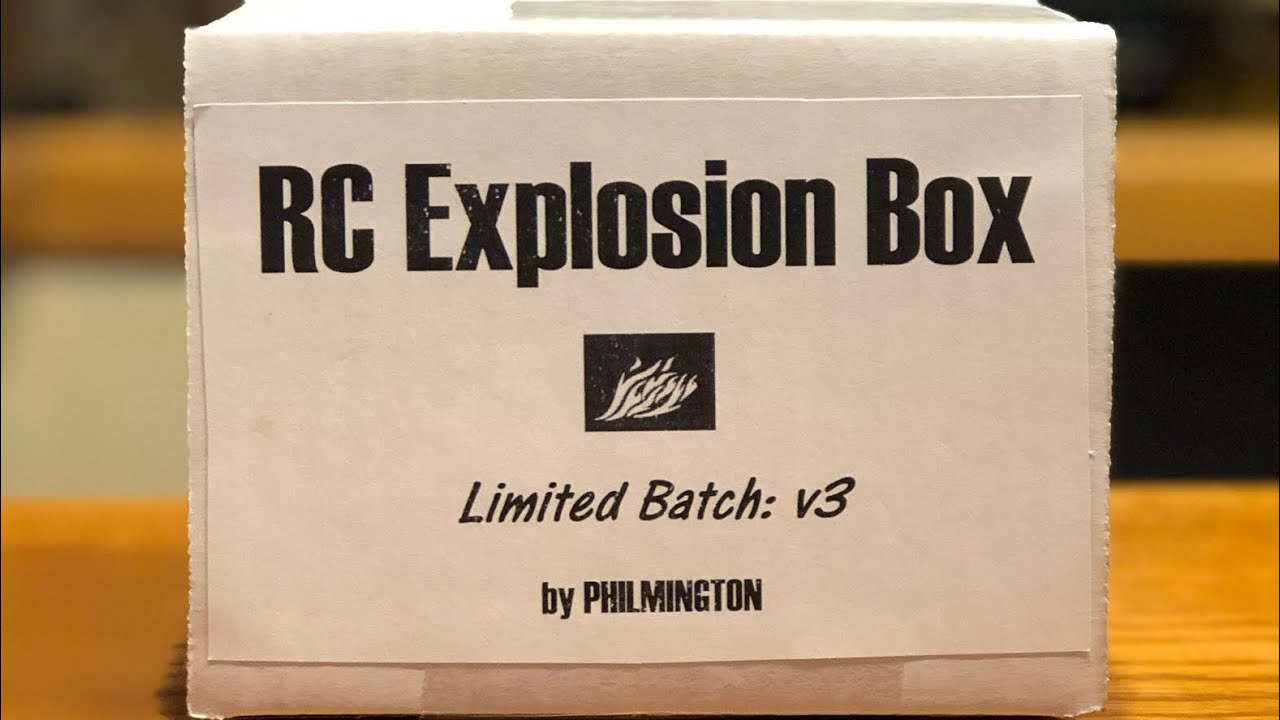 RC Explosion Box
Limited Batch: v3
by PHILMINGTON